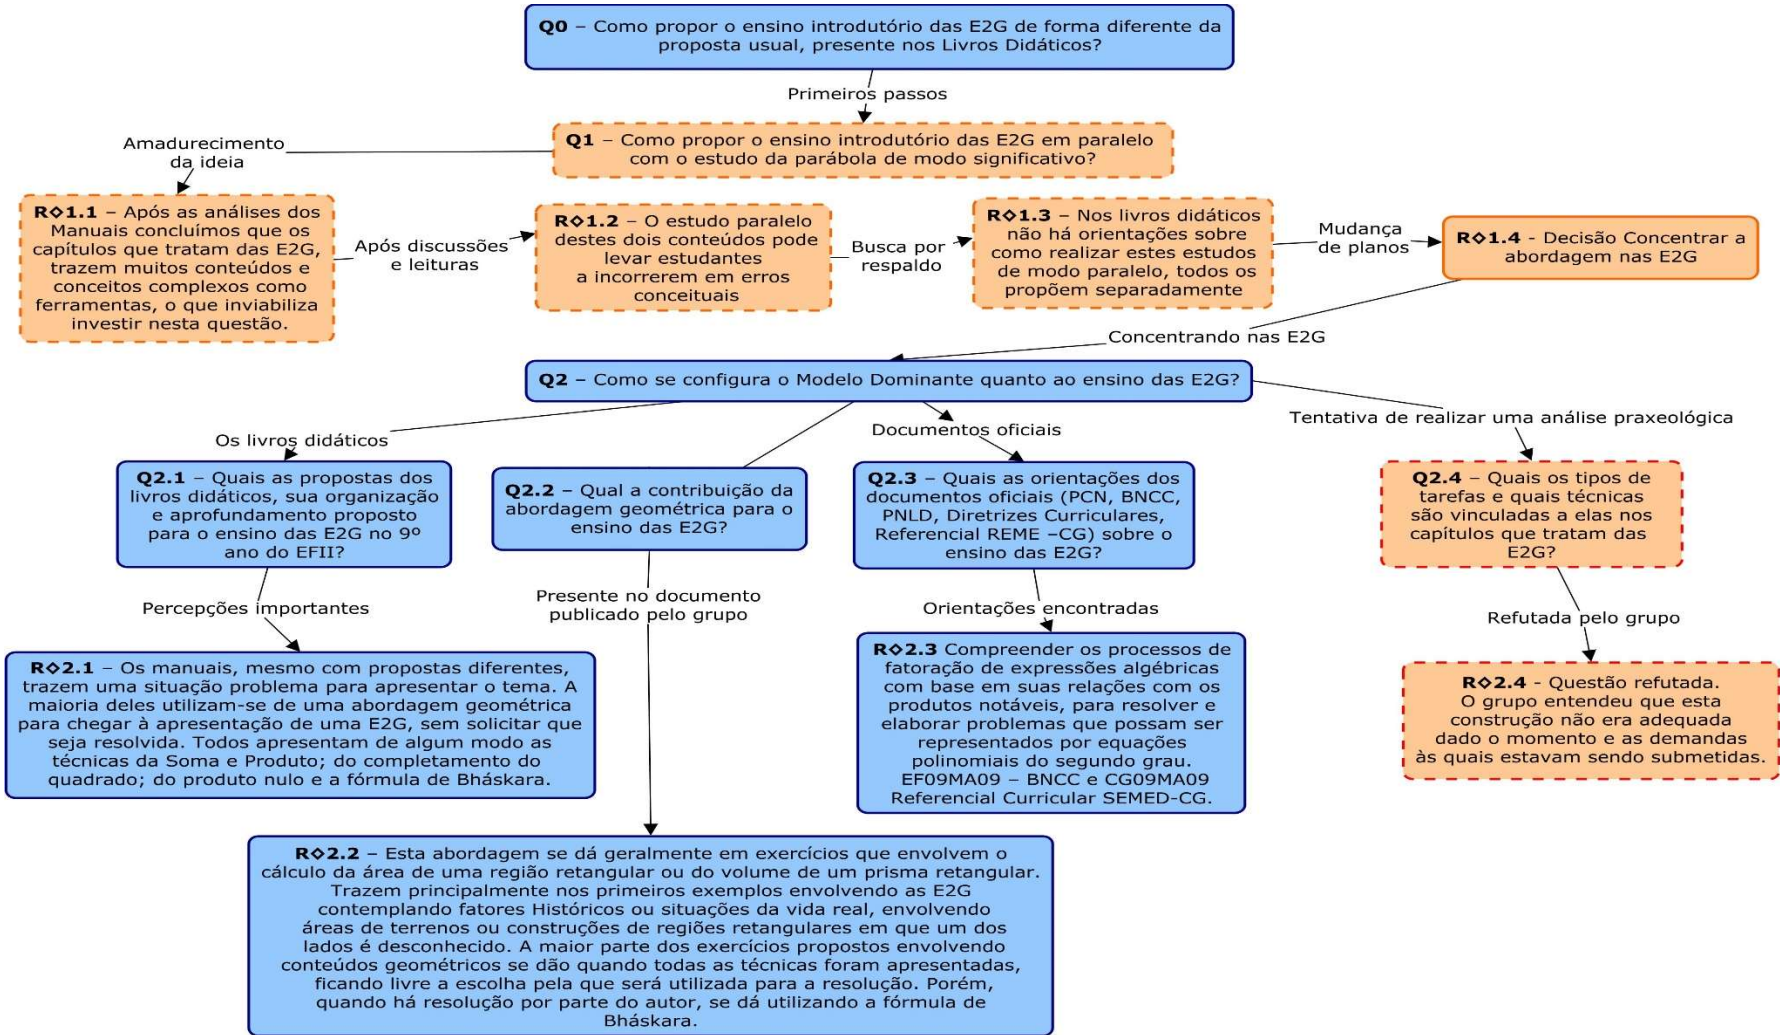 Q0 – Como propor o ensino introdutório das E2G de forma diferente da
proposta usual, presente nos Livros Didáticos?
Primeiros passos
Q1 – Como propor o ensino introdutório das E2G em paralelo
com o estudo da parábola de modo significativo?
Amadurecimento
da ideia
R◇1.1 – Após as análises dos
Manuais concluímos que os
capítulos que tratam das E2G,
trazem muitos conteúdos e
conceitos complexos como
ferramentas, o que inviabiliza
investir nesta questão.
Após discussões
e leituras
R◇1.2 – O estudo paralelo
destes dois conteúdos pode
levar estudantes
a incorrerem em erros
conceituais
Busca por
respaldo
R◇1.3 – Nos livros didáticos
não há orientações sobre
como realizar estes estudos
de modo paralelo, todos os
propõem separadamente
Mudança
de planos
R◇1.4 - Decisão Concentrar a
abordagem nas E2G
Concentrando nas E2G
Q2 – Como se configura o Modelo Dominante quanto ao ensino das E2G?
Os livros didáticos
Documentos oficiais
Tentativa de realizar uma análise praxeológica
Q2.1 – Quais as propostas dos
livros didáticos, sua organização
e aprofundamento proposto
para o ensino das E2G no 9º
ano do EFII?
Q2.2 – Qual a contribuição da
abordagem geométrica para o
ensino das E2G?
Q2.3 – Quais as orientações dos
documentos oficiais (PCN, BNCC,
PNLD, Diretrizes Curriculares,
Referencial REME –CG) sobre o
ensino das E2G?
Q2.4 – Quais os tipos de
tarefas e quais técnicas
são vinculadas a elas nos
capítulos que tratam das
E2G?
Percepções importantes
Presente no documento
publicado pelo grupo
Orientações encontradas
Refutada pelo grupo
R◇2.1 – Os manuais, mesmo com propostas diferentes,
trazem uma situação problema para apresentar o tema. A
maioria deles utilizam-se de uma abordagem geométrica
para chegar à apresentação de uma E2G, sem solicitar que
seja resolvida. Todos apresentam de algum modo as
técnicas da Soma e Produto; do completamento do
quadrado; do produto nulo e a fórmula de Bháskara.
R◇2.3 Compreender os processos de
fatoração de expressões algébricas
com base em suas relações com os
produtos notáveis, para resolver e
elaborar problemas que possam ser
representados por equações
polinomiais do segundo grau.
EF09MA09 – BNCC e CG09MA09
Referencial Curricular SEMED-CG.
R◇2.4 - Questão refutada.
O grupo entendeu que esta
construção não era adequada
dado o momento e as demandas
às quais estavam sendo submetidas.
R◇2.2 – Esta abordagem se dá geralmente em exercícios que envolvem o
cálculo da área de uma região retangular ou do volume de um prisma retangular.
Trazem principalmente nos primeiros exemplos envolvendo as E2G
contemplando fatores Históricos ou situações da vida real, envolvendo
áreas de terrenos ou construções de regiões retangulares em que um dos
lados é desconhecido. A maior parte dos exercícios propostos envolvendo
conteúdos geométricos se dão quando todas as técnicas foram apresentadas,
ficando livre a escolha pela que será utilizada para a resolução. Porém,
quando há resolução por parte do autor, se dá utilizando a fórmula de
Bháskara.